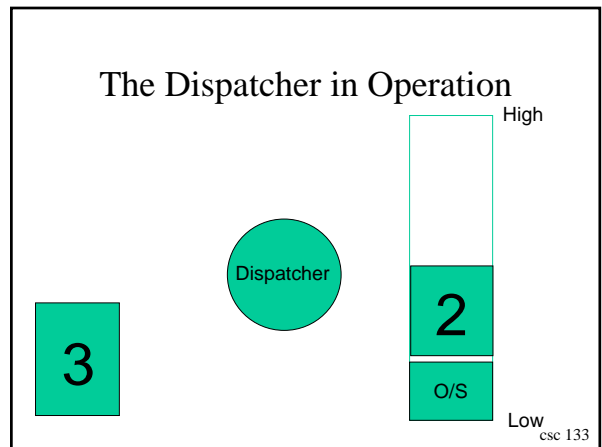 The Dispatcher in Operation
High
Dispatcher
2
3
O/S
Low
csc 133